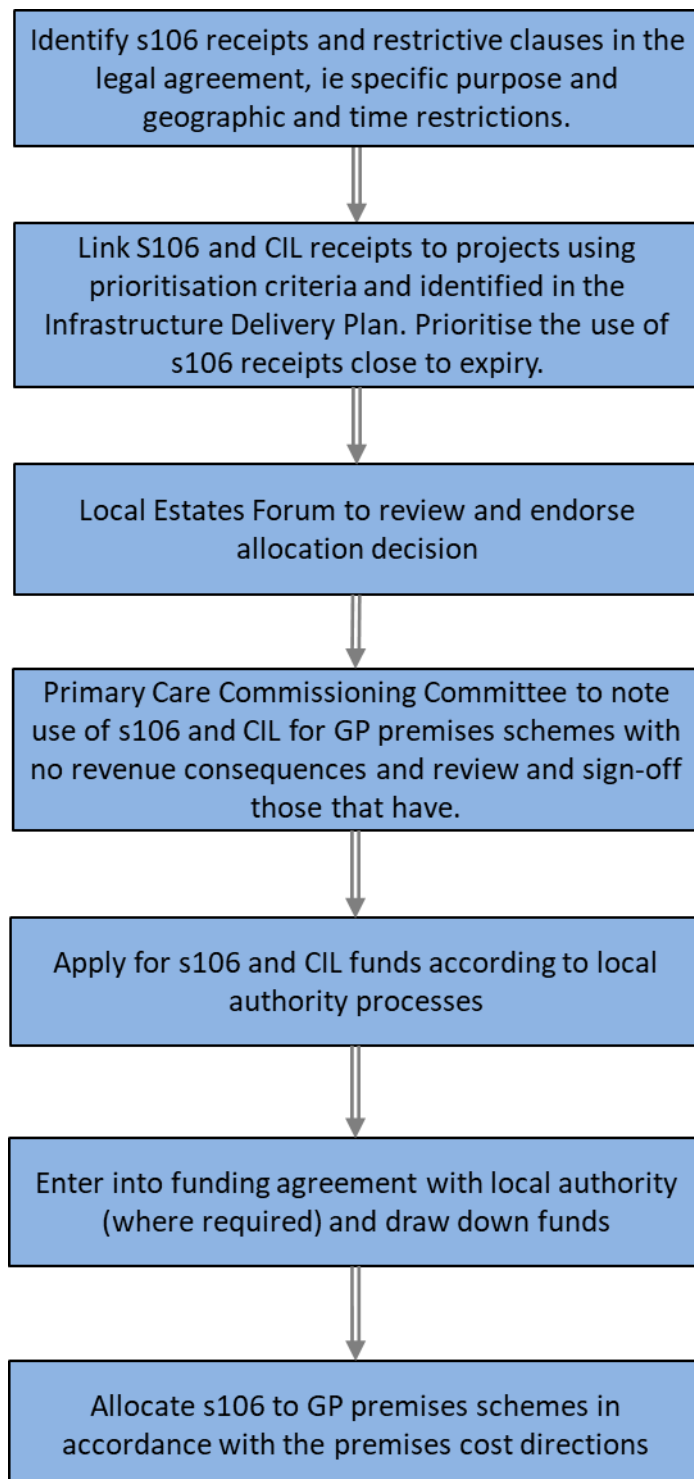 Identify s106 receipts and restrictive clauses in the
legal agreement, ie specific purpose and
geographic and time restrictions.
Link S106 and CIL receipts to projects using
prioritisation criteria and identified in the
Infrastructure Delivery Plan. Prioritise the use of
s106 receipts close to expiry.
Local Estates Forum to review and endorse
allocation decision
Primary Care Commissioning Committee to note
use of s106 and CIL for GP premises schemes with
no revenue consequences and review and sign-off
those that have.
Apply for s106 and CIL funds according to local
authority processes
Enter into funding agreement with local authority
(where required) and draw down funds
Allocate s106 to GP premises schemes in
accordance with the premises cost directions